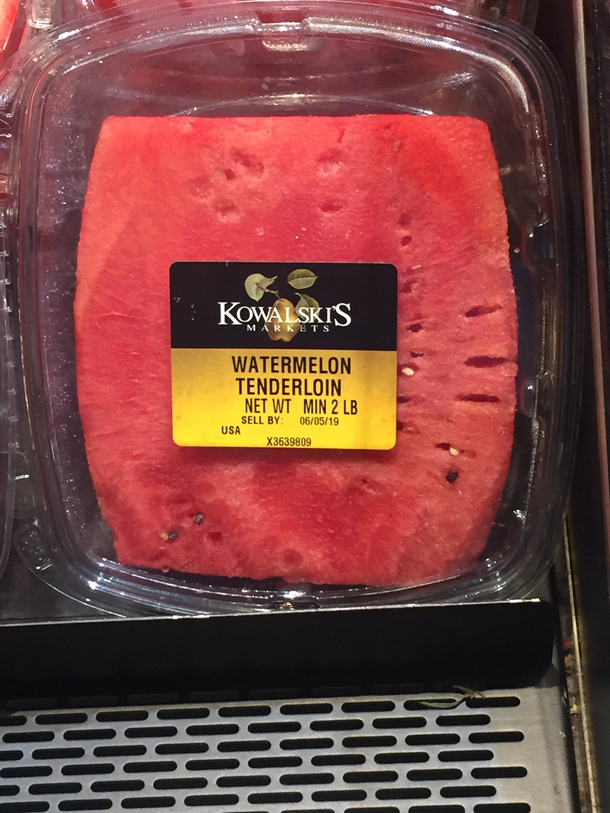 KOWALSKI'S
MARKETS
WATERMELON
TENDERLOIN
NET WT MIN 2 LB
SELL BY: 06/05/19
USA
X3639809